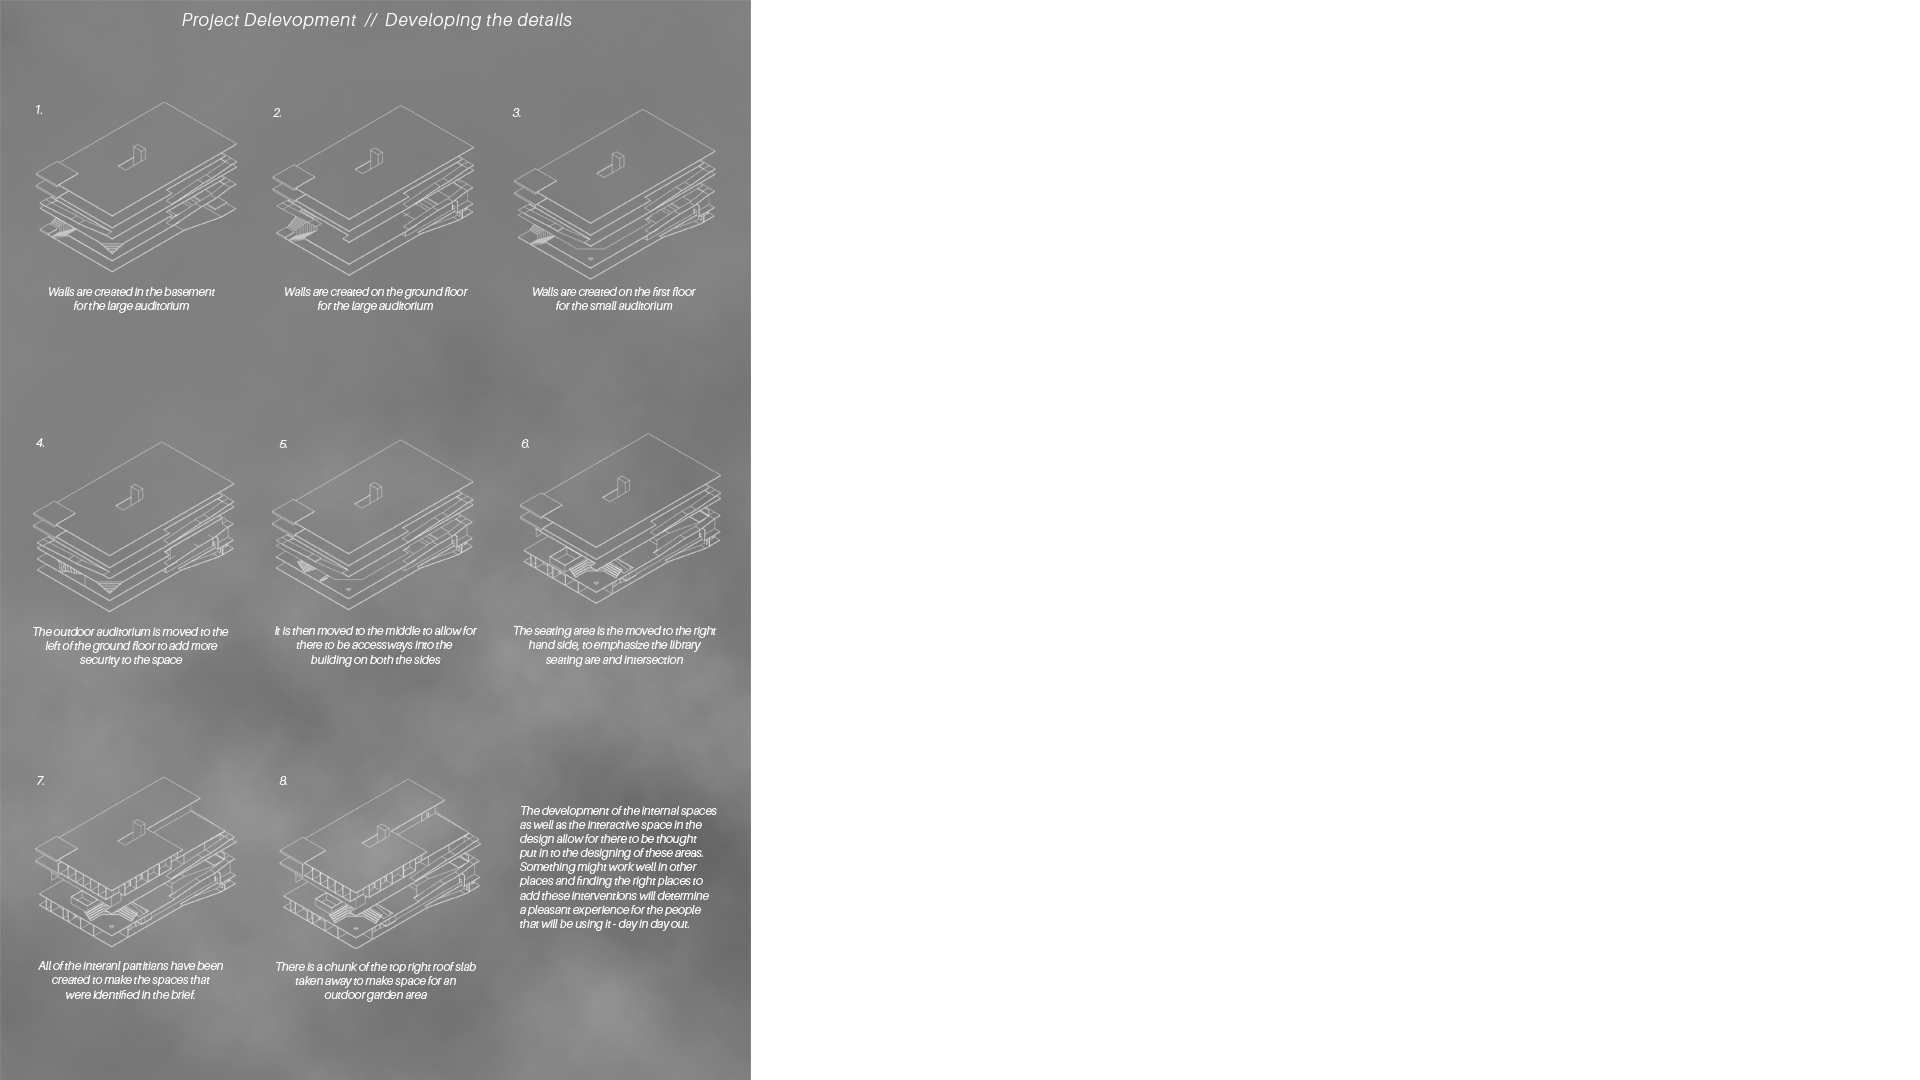 Project Delevopment // Developing the details
1.
2.
3.
Walls are created in the basement
for the large auditorium
Walls are created on the ground floor
for the large auditorium
Walls are created on the first floor
for the small auditorium
4.
5.
6.
The outdoor auditorium is moved to the
left of the ground floor to add more
security to the space
It is then moved to the middle to allow for
there to be accessways into the
building on both the sides
The seating area is the moved to the right
hand side, to emphasize the library
seating are and intersection
7.
8.
All of the interanl partitians have been
created to make the spaces that
were identified in the brief.
There is a chunk of the top right roof slab
taken away to make space for an
outdoor garden area
The development of the internal spaces
as well as the interactive space in the
design allow for there to be thought
put in to the designing of these areas.
Something might work well in other
places and finding the right places to
add these interventions will determine
a pleasant experience for the people
that will be using it - day in day out.